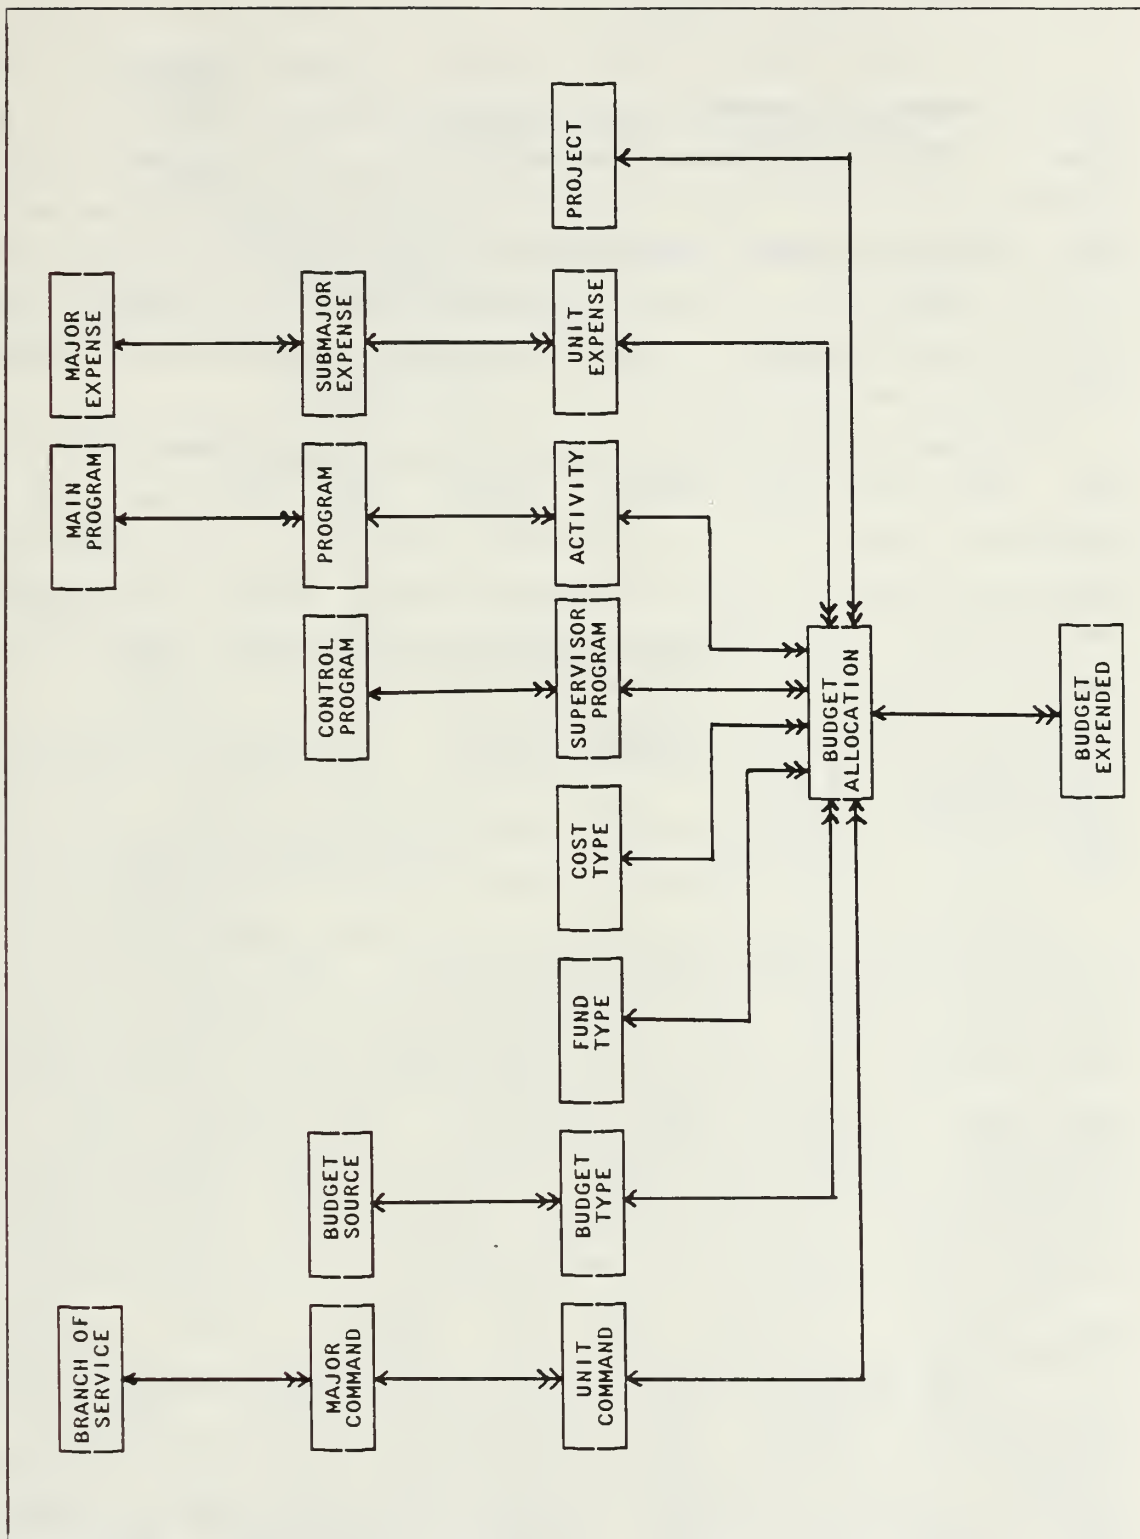 BRANCH OF
SERVICE
MAIN
PROGRAM
MAJOR
EXPENSE
MAJOR
COMMAND
BUDGET
SOURCE
CONTROL
PROGRAM
PROGRAM
SUBMAJOR
EXPENSE
UNIT
COMMAND
BUDGET
TYPE
FUND
TYPE
COST
TYPE
SUPERVISOR
PROGRAM
ACTIVITY
UNIT
EXPENSE
PROJECT
BUDGET
ALLOCATION
BUDGET
EXPENDED